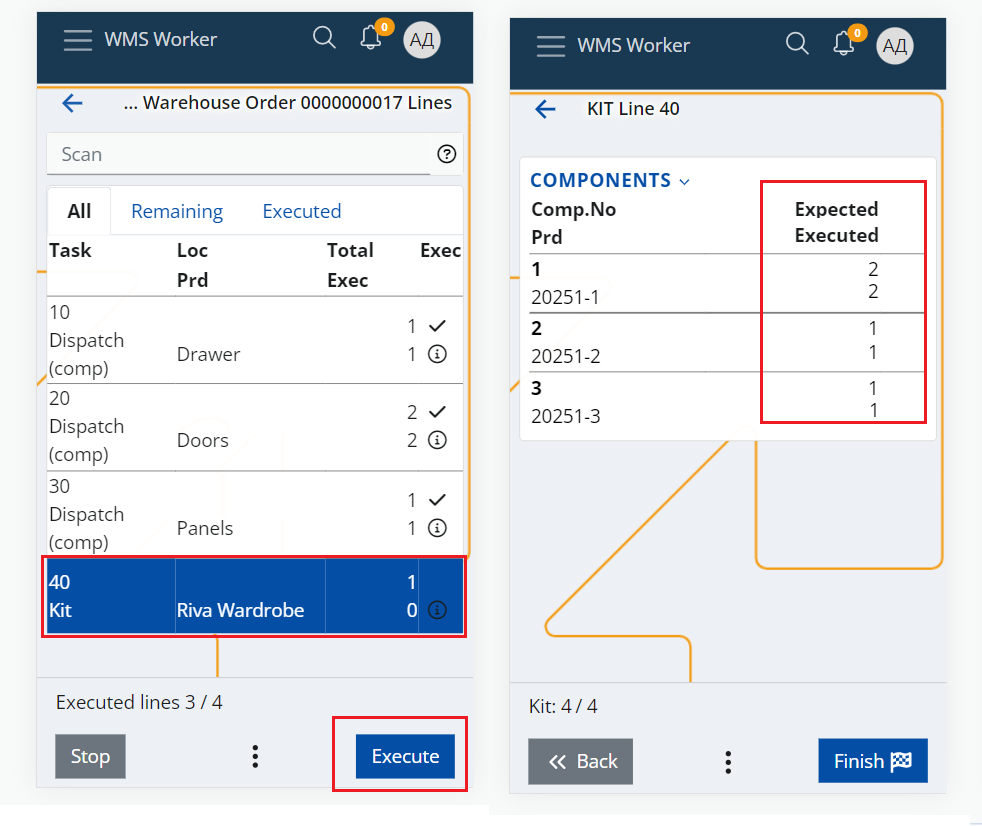 WMS Worker
0
АД
... Warehouse Order 0000000017 Lines
Scan
All Remaining Executed
Task Loc Total Exec
Prd Exec
10
1
Dispatch
Drawer
1
(comp)
20
2
Dispatch
Doors
2
(comp)
30
1
Dispatch
Panels
1
(comp)
40 1
Kit Riva Wardrobe 0
Executed lines 3 / 4
Stop Execute
WMS Worker
0
АД
KIT Line 40
COMPONENTS
Comp.No Expected
Prd Executed
1 2
20251-1 2
2 1
20251-2 1
3 1
20251-3 1
Kit: 4 / 4
Back Finish